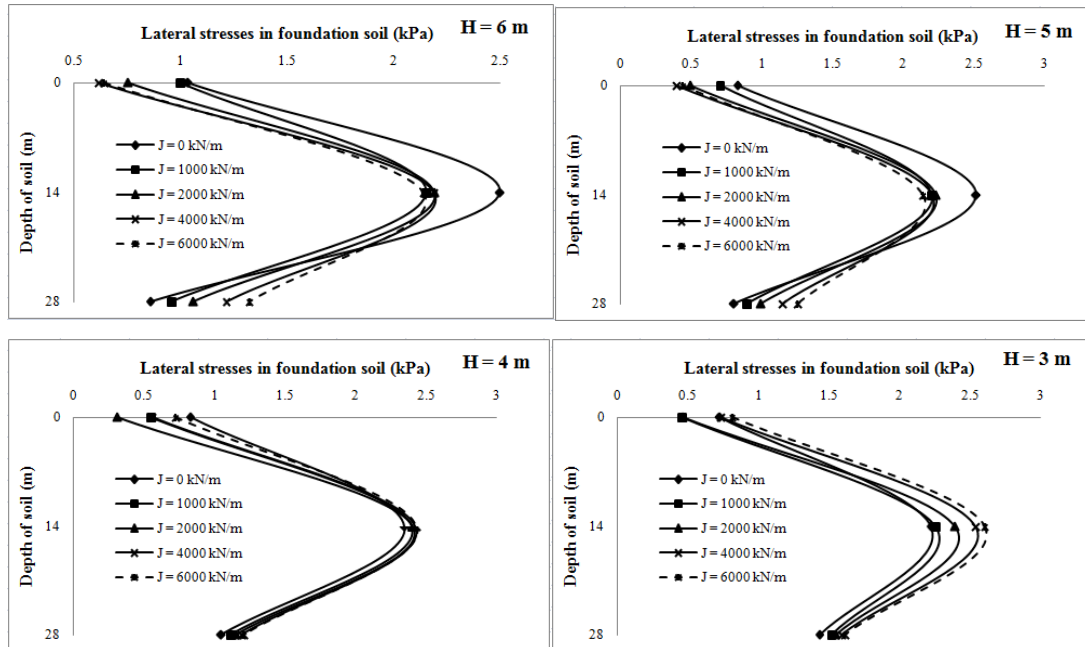 Lateral stresses in foundation soil (kPa)
H = 6 m
0.5 1 1.5 2 2.5
0
14
28
Depth of soil (m)
J = 0 kN/m
J = 1000 kN/m
J = 2000 kN/m
J = 4000 kN/m
J = 6000 kN/m
Lateral stresses in foundation soil (kPa)
H = 5 m
0 0.5 1 1.5 2 2.5 3
0
14
28
Depth of soil (m)
J = 0 kN/m
J = 1000 kN/m
J = 2000 kN/m
J = 4000 kN/m
J = 6000 kN/m
Lateral stresses in foundation soil (kPa)
H = 4 m
0 0.5 1 1.5 2 2.5 3
0
14
28
Depth of soil (m)
J = 0 kN/m
J = 1000 kN/m
J = 2000 kN/m
J = 4000 kN/m
J = 6000 kN/m
Lateral stresses in foundation soil (kPa)
H = 3 m
0 0.5 1 1.5 2 2.5 3
0
14
28
Depth of soil (m)
J = 0 kN/m
J = 1000 kN/m
J = 2000 kN/m
J = 4000 kN/m
J = 6000 kN/m